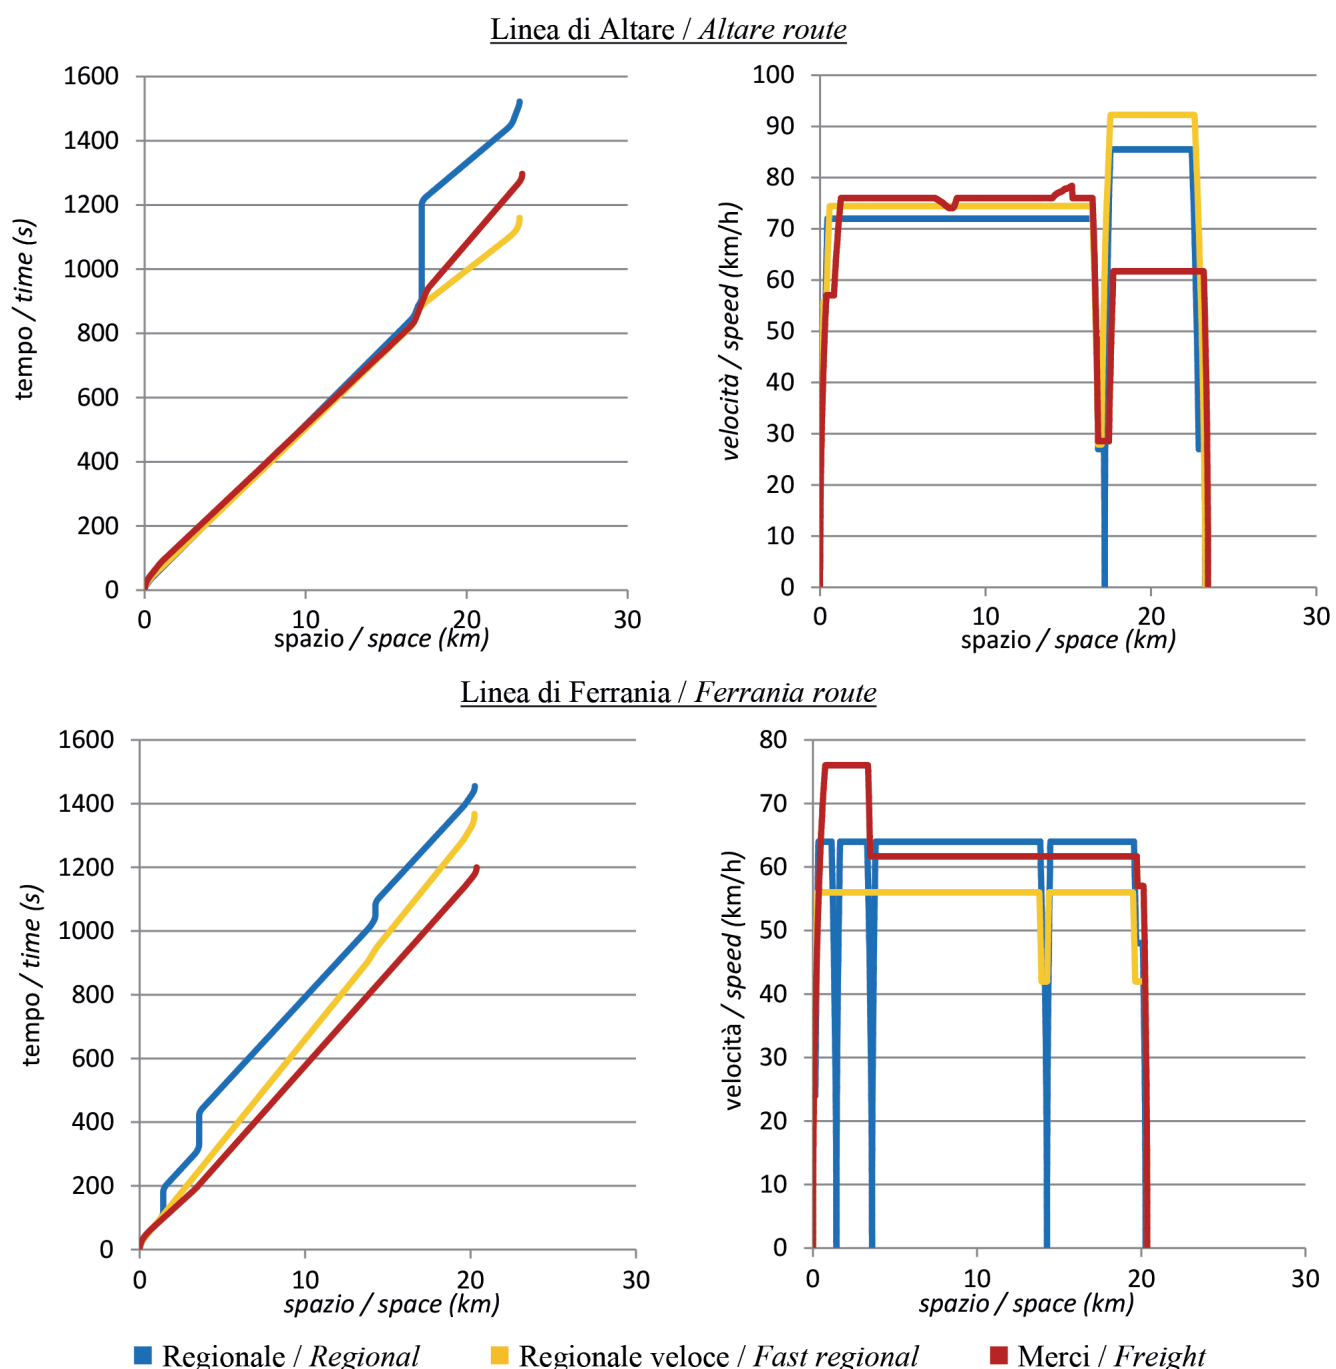 Linea di Altare / Altare route
1600
1400
1200
1000
800
600
400
200
0
tempo / time (s)
0 10 20 30
spazio / space (km)
100
90
80
70
60
50
40
30
20
10
0
velocità / speed (km/h)
0 10 20 30
spazio / space (km)
Linea di Ferrania / Ferrania route
1600
1400
1200
1000
800
600
400
200
0
tempo / time (s)
0 10 20 30
spazio / space (km)
80
70
60
50
40
30
20
10
0
velocità / speed (km/h)
0 10 20 30
spazio / space (km)
Regionale / Regional Regionale veloce / Fast regional Merci / Freight